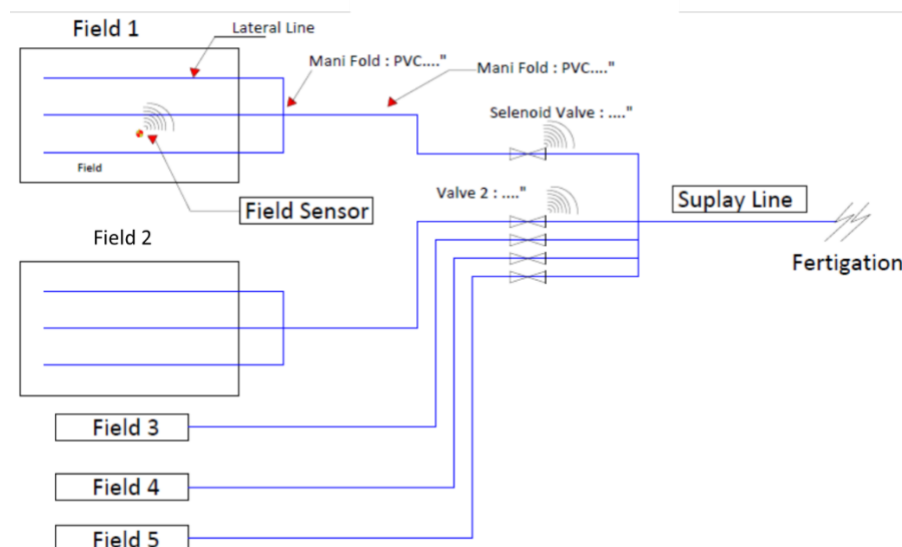 Field 1
Lateral Line
Mani Fold : PVC...."
Mani Fold : PVC...."
Selenoid Valve : ...."
Field
Field Sensor
Valve 2 : ...."
Suplay Line
Field 2
Fertigation
Field 3
Field 4
Field 5